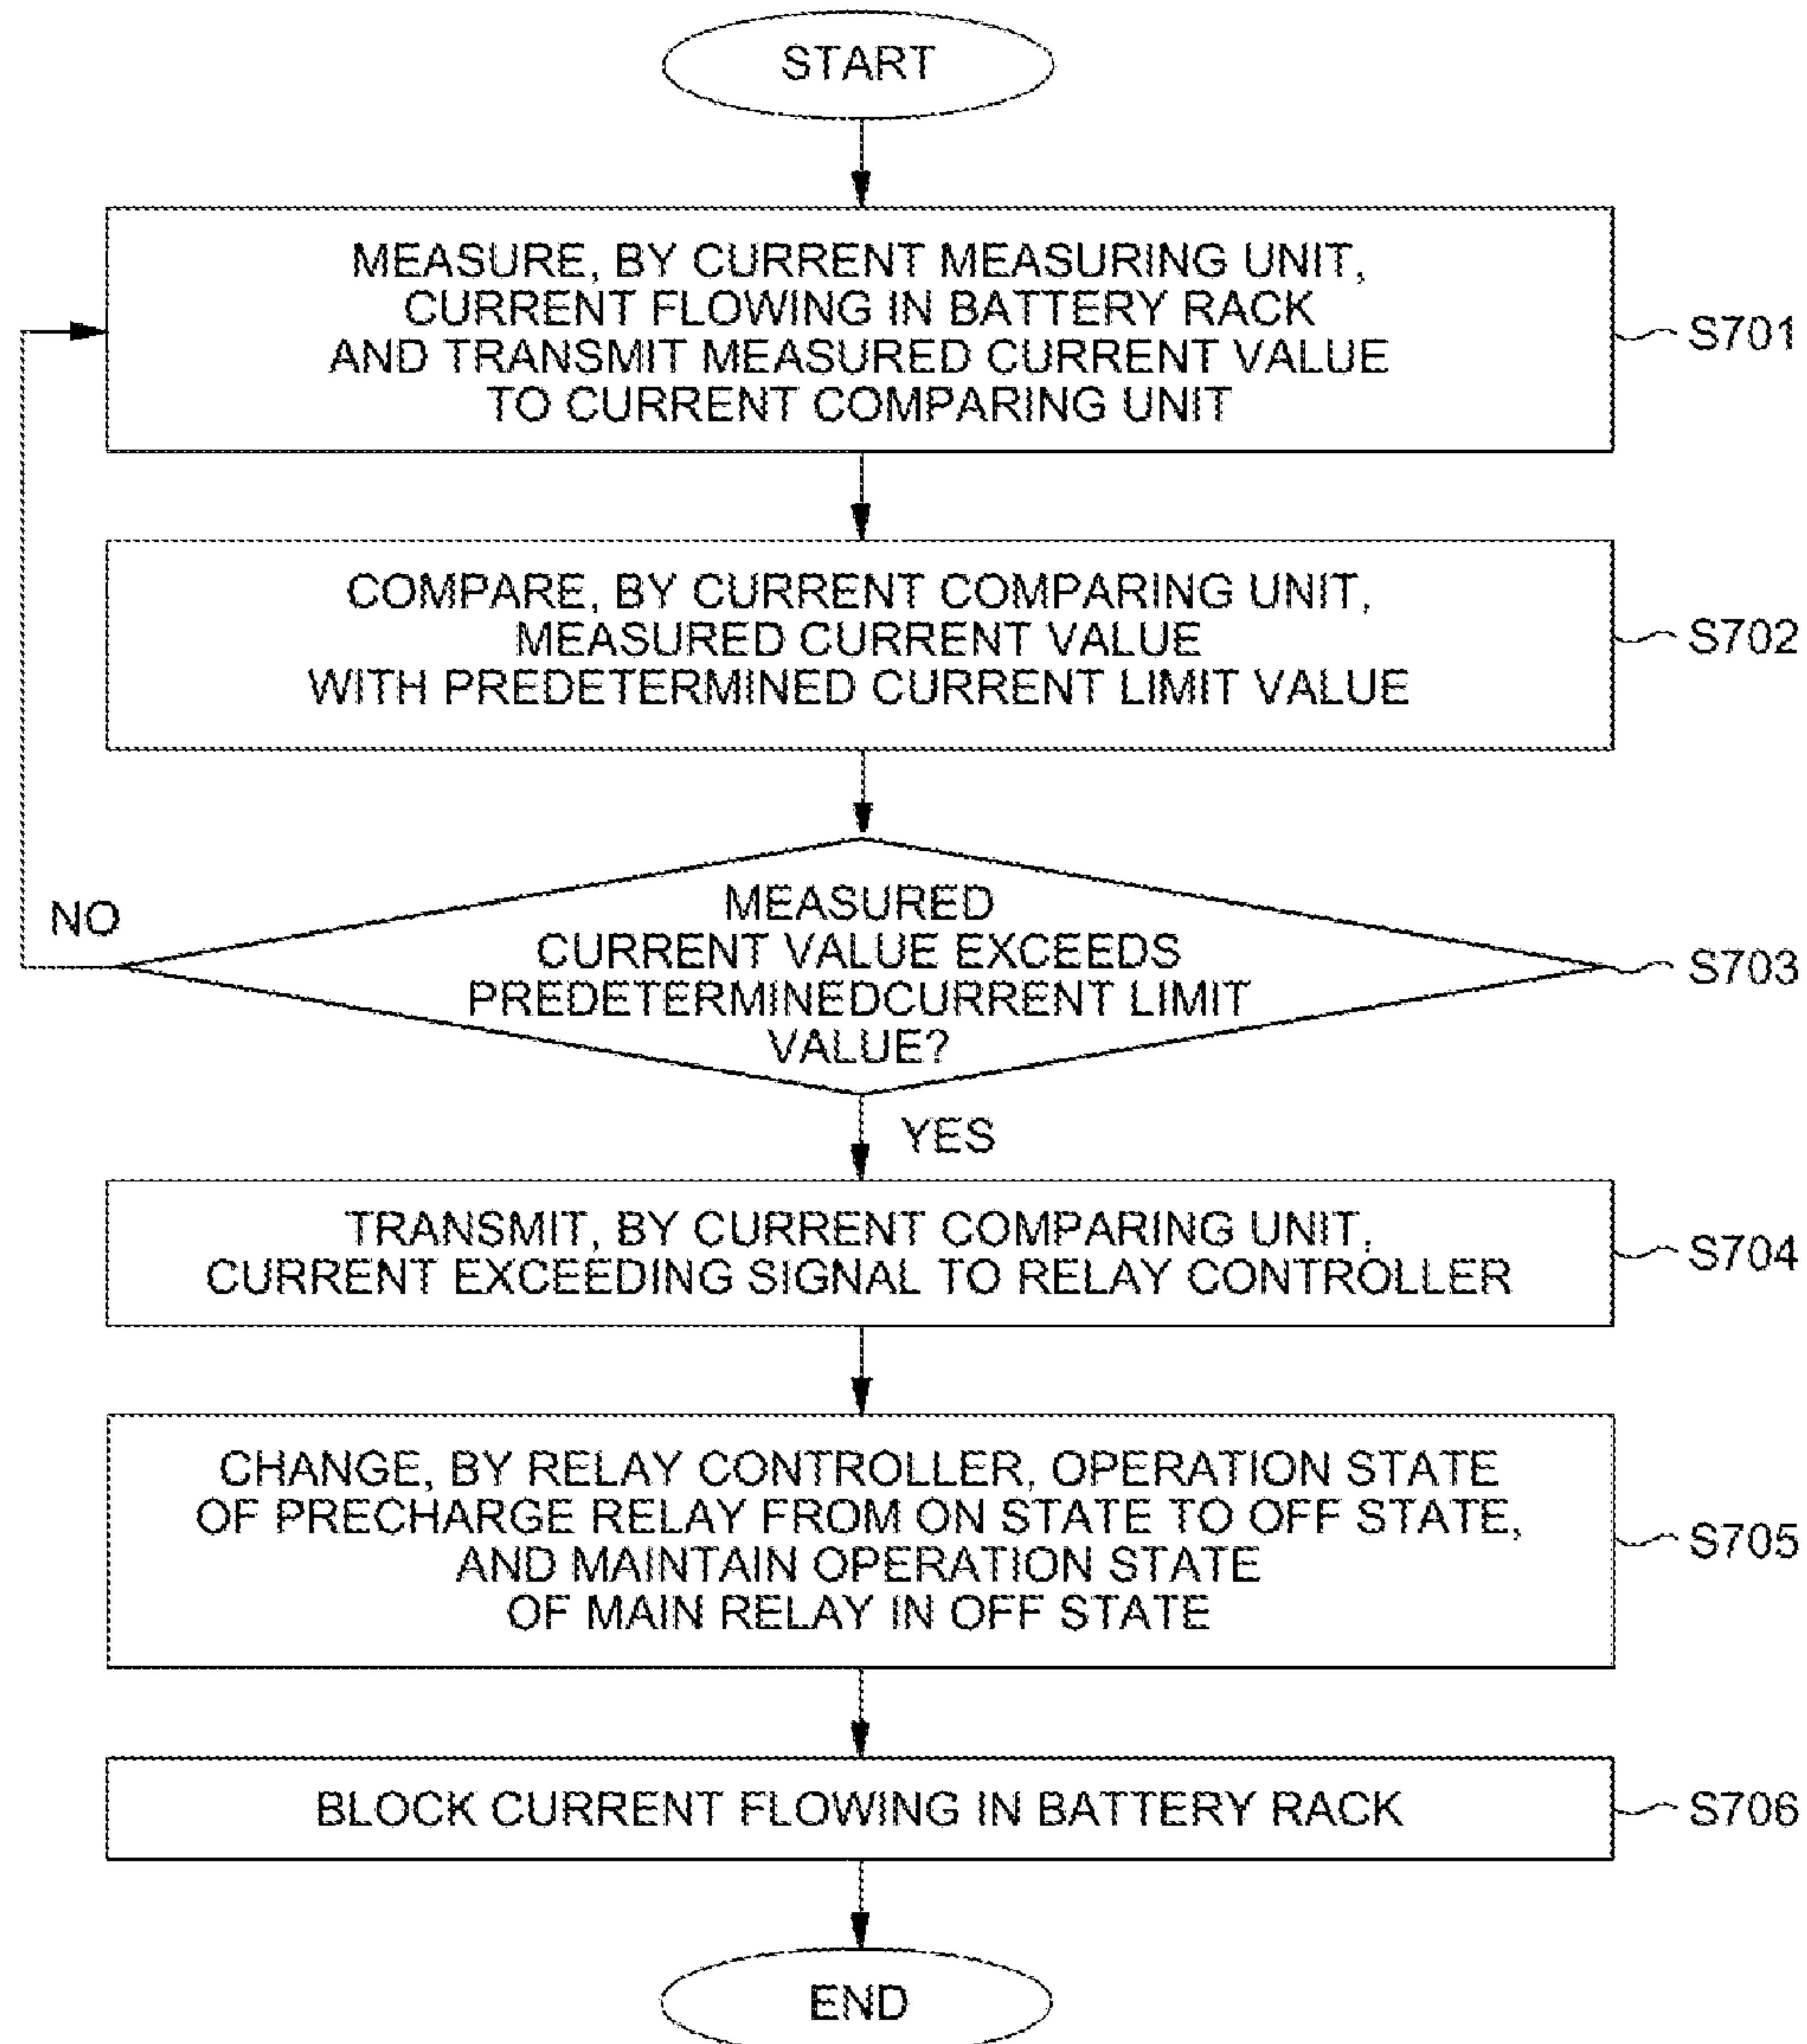 START
MEASURE, BY CURRENT MEASURING UNIT,
CURRENT FLOWING IN BATTERY RACK
AND TRANSMIT MEASURED CURRENT VALUE
TO CURRENT COMPARING UNIT
S701
COMPARE, BY CURRENT COMPARING UNIT,
MEASURED CURRENT VALUE
WITH PREDETERMINED CURRENT LIMIT VALUE
S702
NO
MEASURED
CURRENT VALUE EXCEEDS
PREDETERMINEDCURRENT LIMIT
VALUE?
S703
YES
TRANSMIT, BY CURRENT COMPARING UNIT,
CURRENT EXCEEDING SIGNAL TO RELAY CONTROLLER
S704
CHANGE, BY RELAY CONTROLLER, OPERATION STATE
OF PRECHARGE RELAY FROM ON STATE TO OFF STATE,
AND MAINTAIN OPERATION STATE
OF MAIN RELAY IN OFF STATE
S705
BLOCK CURRENT FLOWING IN BATTERY RACK
S706
END